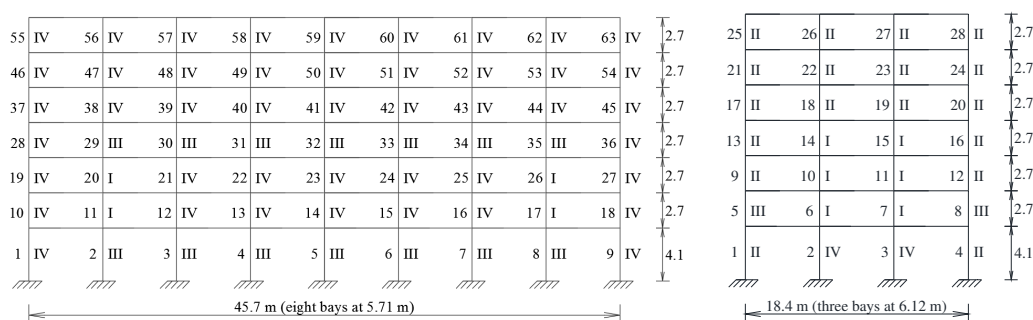 55 IV 56 IV 57 IV 58 IV 59 IV 60 IV 61 IV 62 IV 63 IV 2.7
46 IV 47 IV 48 IV 49 IV 50 IV 51 IV 52 IV 53 IV 54 IV 2.7
37 IV 38 IV 39 IV 40 IV 41 IV 42 IV 43 IV 44 IV 45 IV 2.7
28 IV 29 III 30 III 31 III 32 III 33 III 34 III 35 III 36 IV 2.7
19 IV 20 I 21 IV 22 IV 23 IV 24 IV 25 IV 26 I 27 IV 2.7
10 IV 11 I 12 IV 13 IV 14 IV 15 IV 16 IV 17 I 18 IV 2.7
1 IV 2 III 3 III 4 III 5 III 6 III 7 III 8 III 9 IV 4.1
45.7 m (eight bays at 5.71 m)
25 II 26 II 27 II 28 II 2.7
21 II 22 II 23 II 24 II 2.7
17 II 18 II 19 II 20 II 2.7
13 II 14 I 15 I 16 II 2.7
9 II 10 I 11 I 12 II 2.7
5 III 6 I 7 I 8 III 2.7
1 II 2 IV 3 IV 4 II 4.1
18.4 m (three bays at 6.12 m)